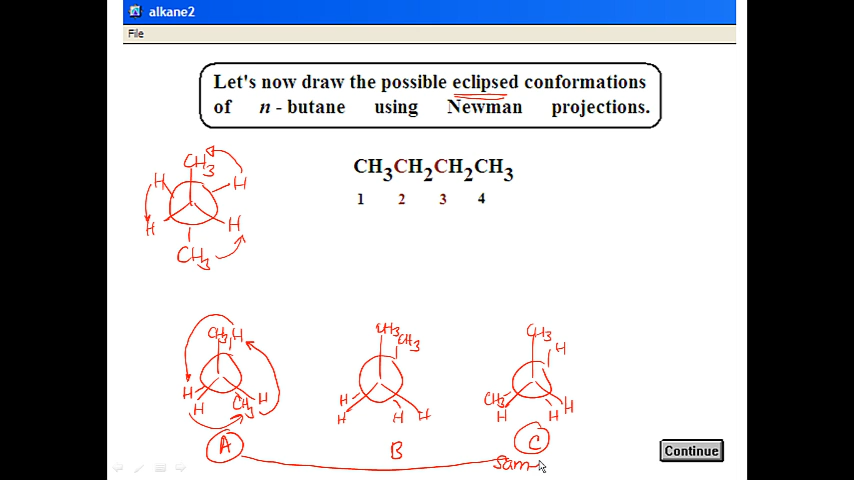 alkane2
File
Let's now draw the possible eclipsed conformations
of n - butane using Newman projections.
CH3CH2CH2CH3
1 2 3 4
CH3
H H
H H
CH3
CH3 H
H H
H CH3
A
CH3
CH3
H
H H H
B
CH3
H
CH3 H
H H
C
Sam
Continue